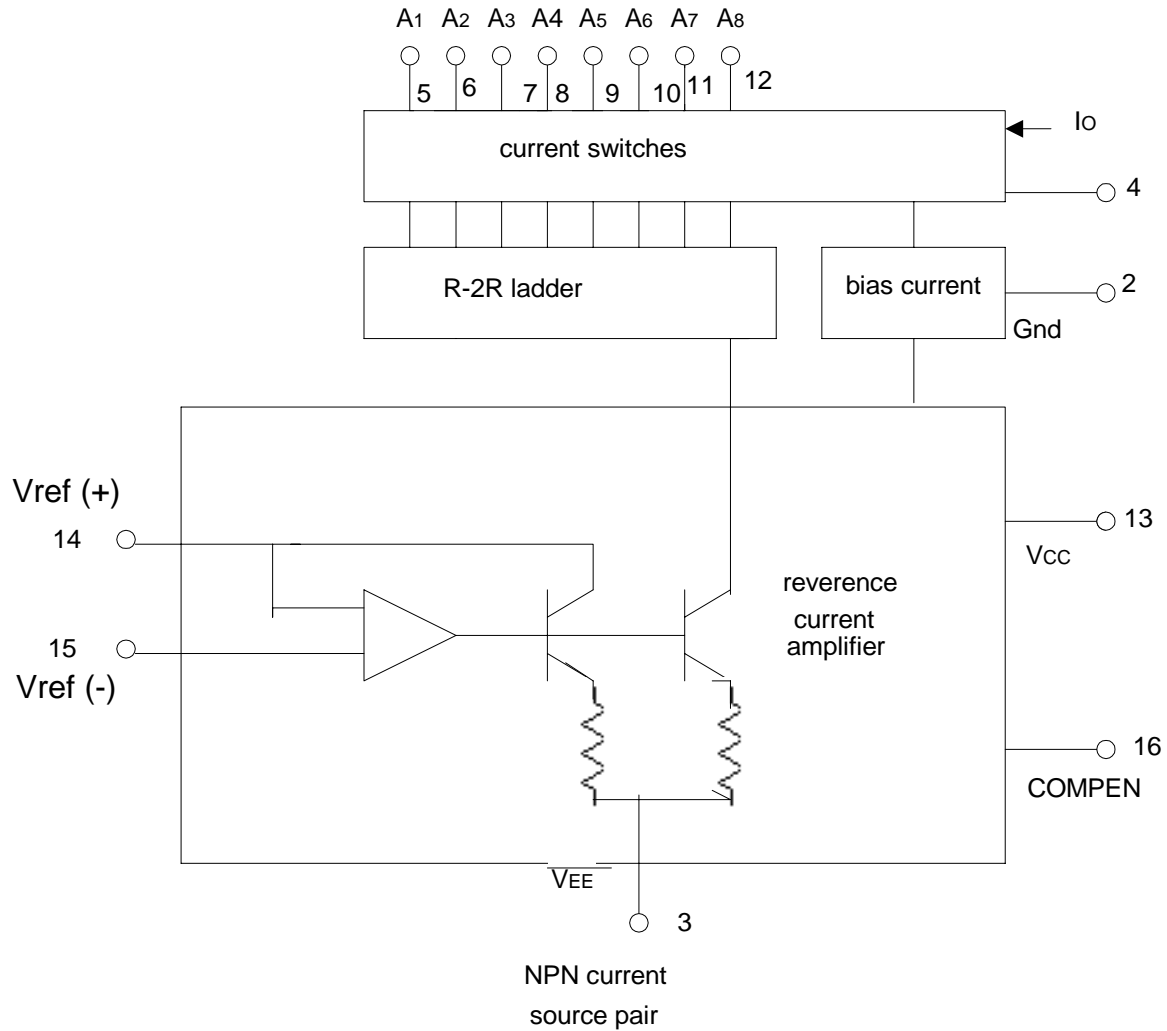 A1 A2 A3 A4 A5 A6 A7 A8
5 6 7 8 9 10 11 12
current switches
IO
4
R-2R ladder
bias current
2
Gnd
Vref (+)
14
13
VCC
reverence
current
amplifier
15
Vref (-)
16
COMPEN
VEE
3
NPN current
source pair